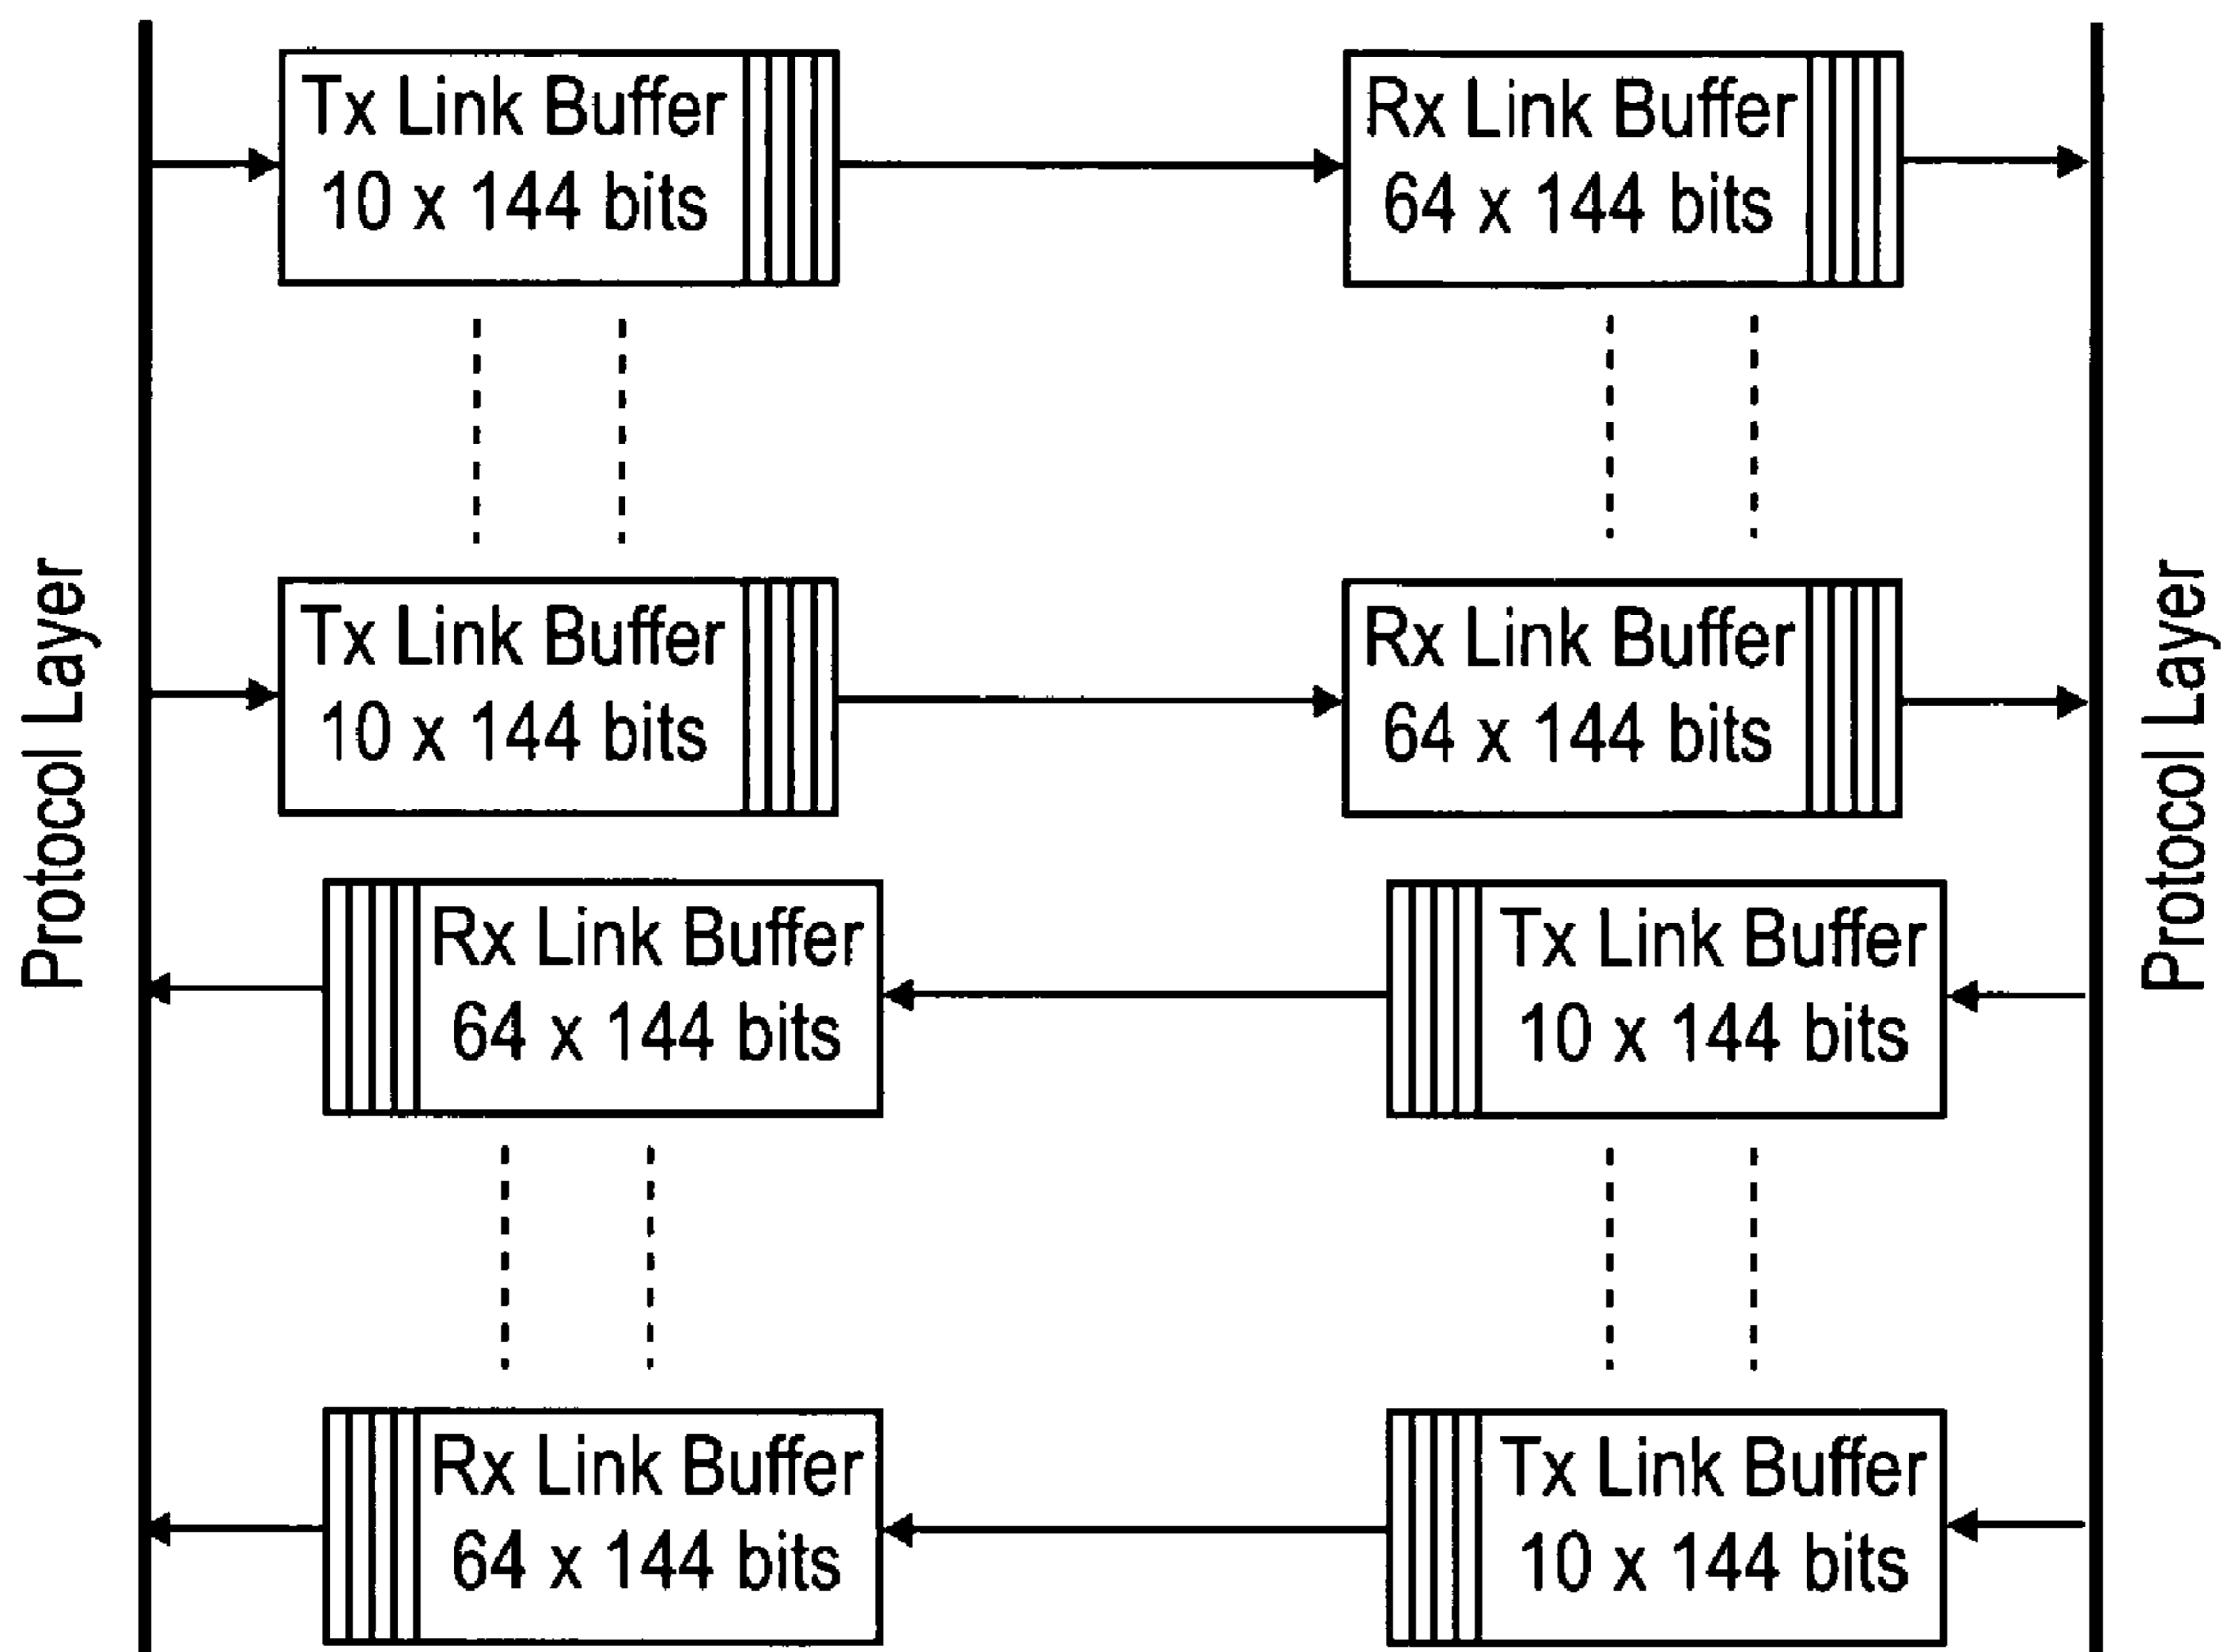 Tx Link Buffer
10 x 144 bits
Rx Link Buffer
64 x 144 bits
Protocol Layer
Tx Link Buffer
10 x 144 bits
Rx Link Buffer
64 x 144 bits
Protocol Layer
Rx Link Buffer
64 x 144 bits
Tx Link Buffer
10 x 144 bits
Rx Link Buffer
64 x 144 bits
Tx Link Buffer
10 x 144 bits